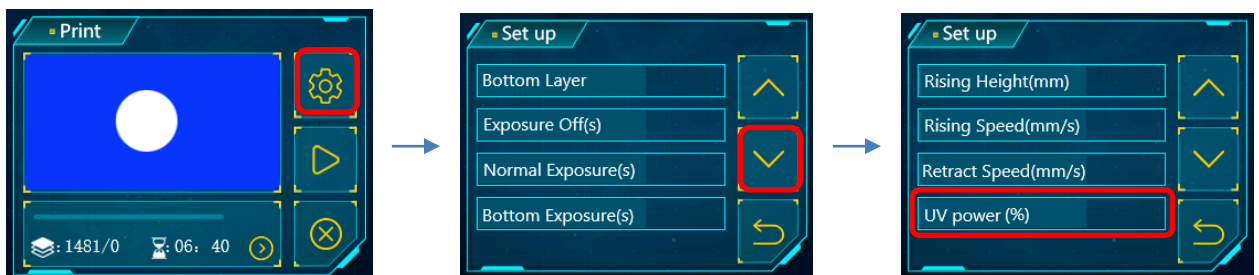 Print
: 1481/0 : 06: 40
Set up
Bottom Layer
Exposure Off(s)
Normal Exposure(s)
Bottom Exposure(s)
Set up
Rising Height(mm)
Rising Speed(mm/s)
Retract Speed(mm/s)
UV power (%)